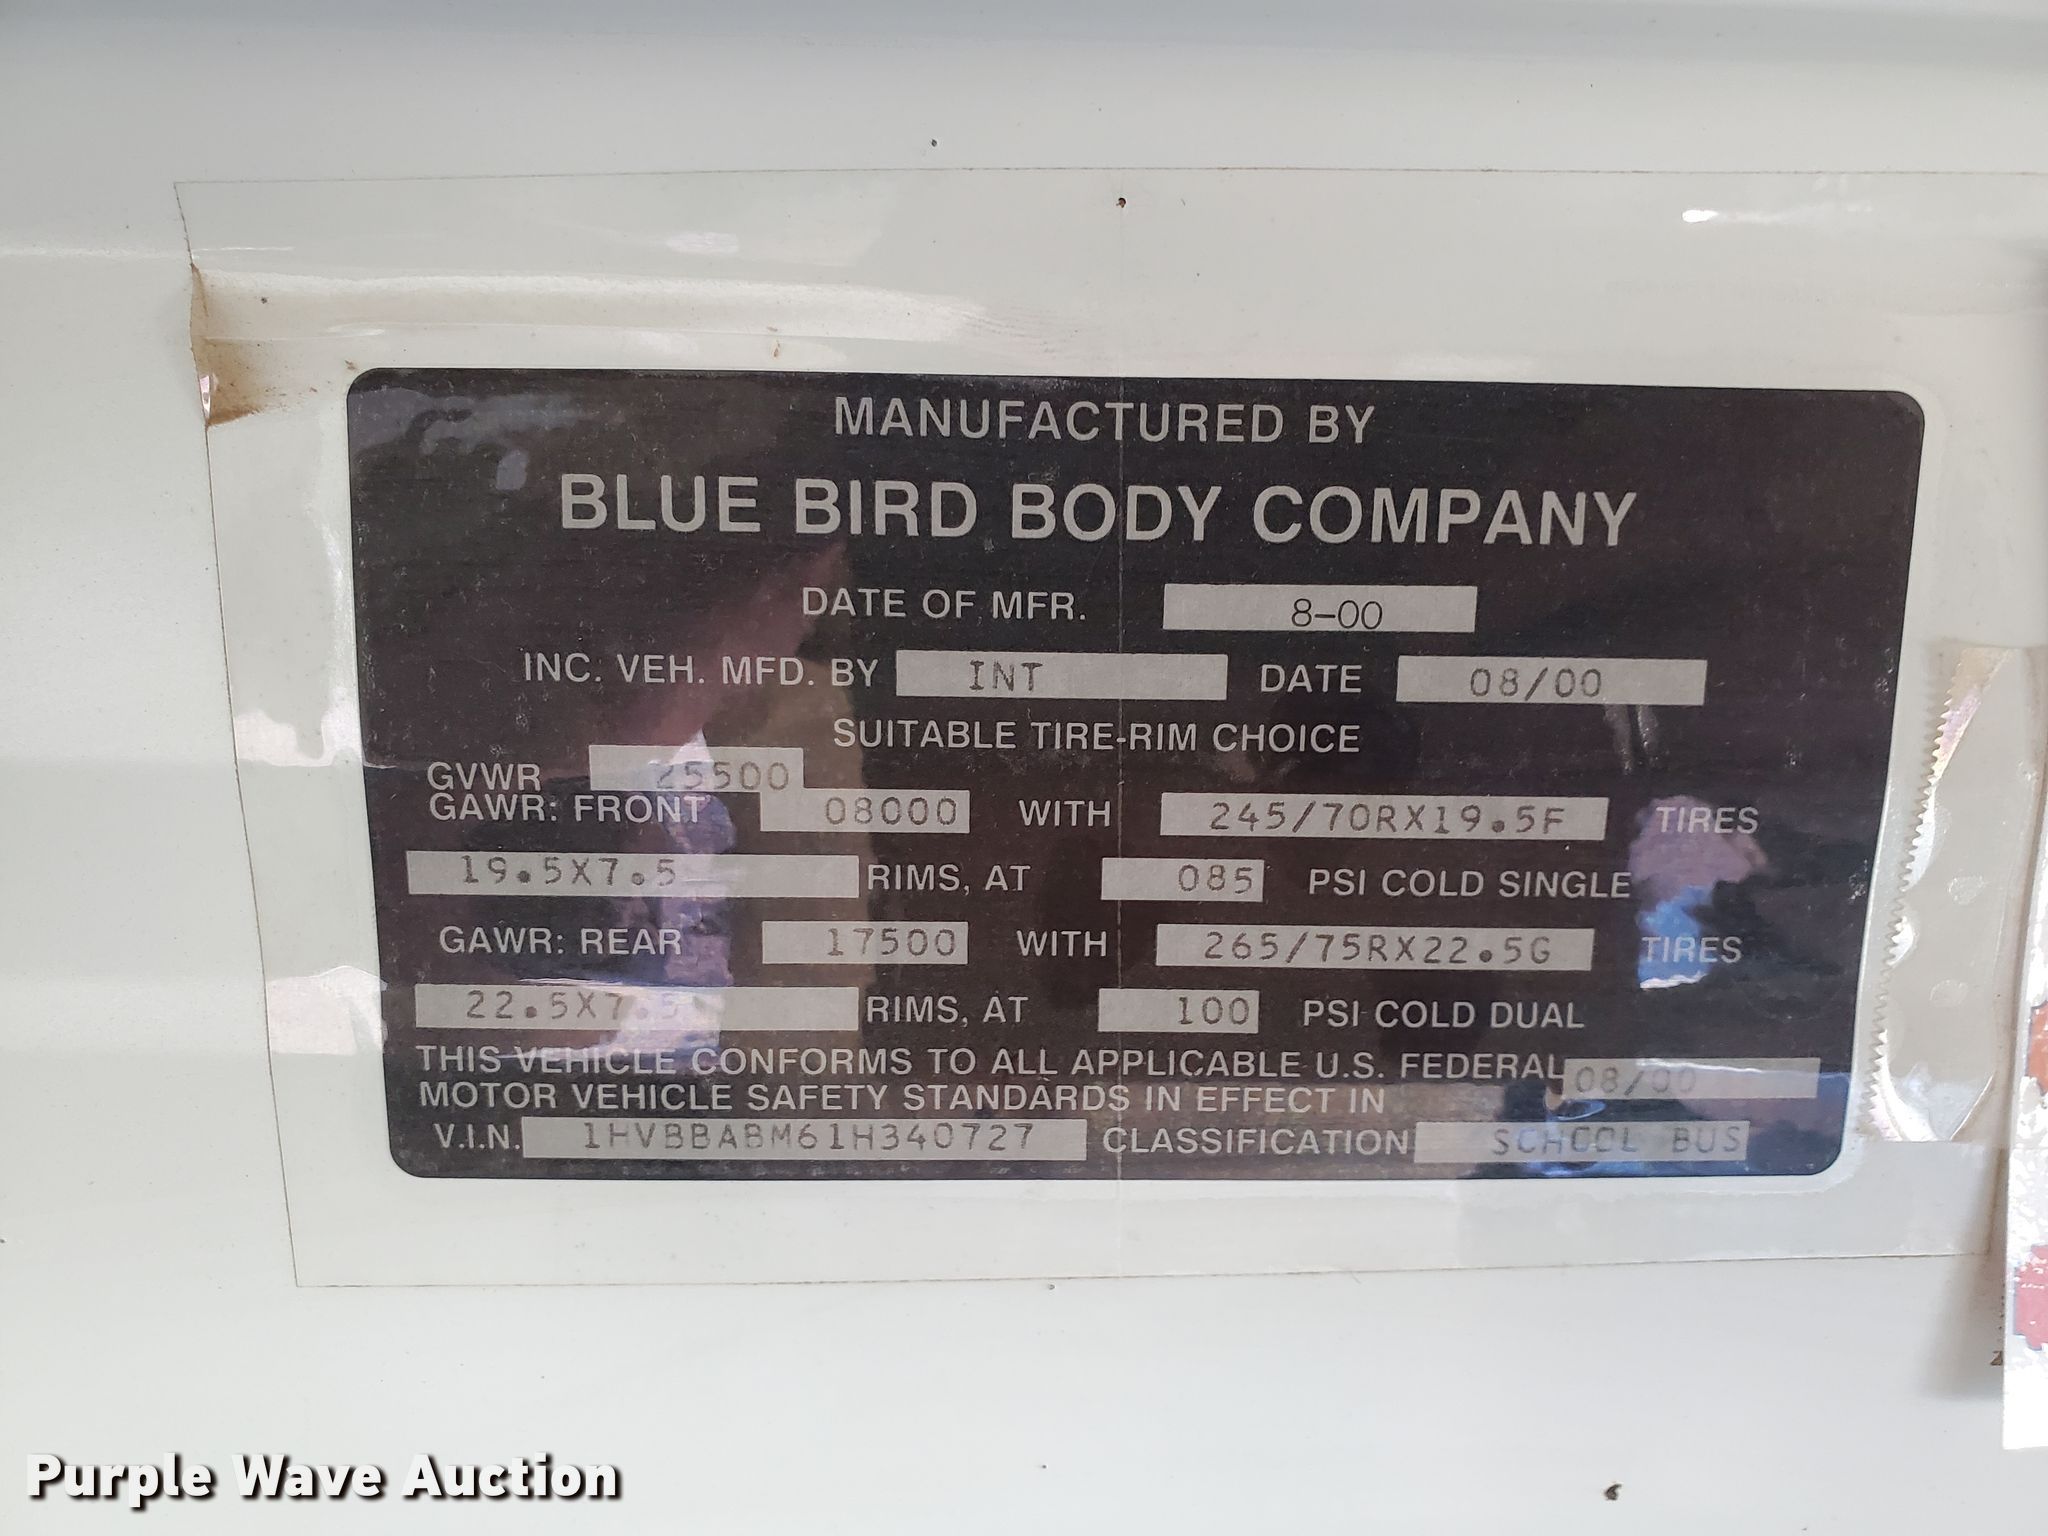 MANUFACTURED BY
BLUE BIRD BODY COMPANY
DATE OF MFR. 8-00
INC. VEH. MFD. BY INT DATE 08/00
SUITABLE TIRE-RIM CHOICE
GVWR 25500
GAWR: FRONT 08000 WITH 245/70RX19.5F TIRES
19.5X7.5 RIMS, AT 085 PSI COLD SINGLE
GAWR: REAR 17500 WITH 265/75RX22.5G TIRES
22.5X7.5 RIMS, AT 100 PSI COLD DUAL
THIS VEHICLE CONFORMS TO ALL APPLICABLE U.S. FEDERAL 08/00
MOTOR VEHICLE SAFETY STANDARDS IN EFFECT IN
V.I.N. 1HVBBABM61H340727 CLASSIFICATION SCHOOL BUS
Purple Wave Auction